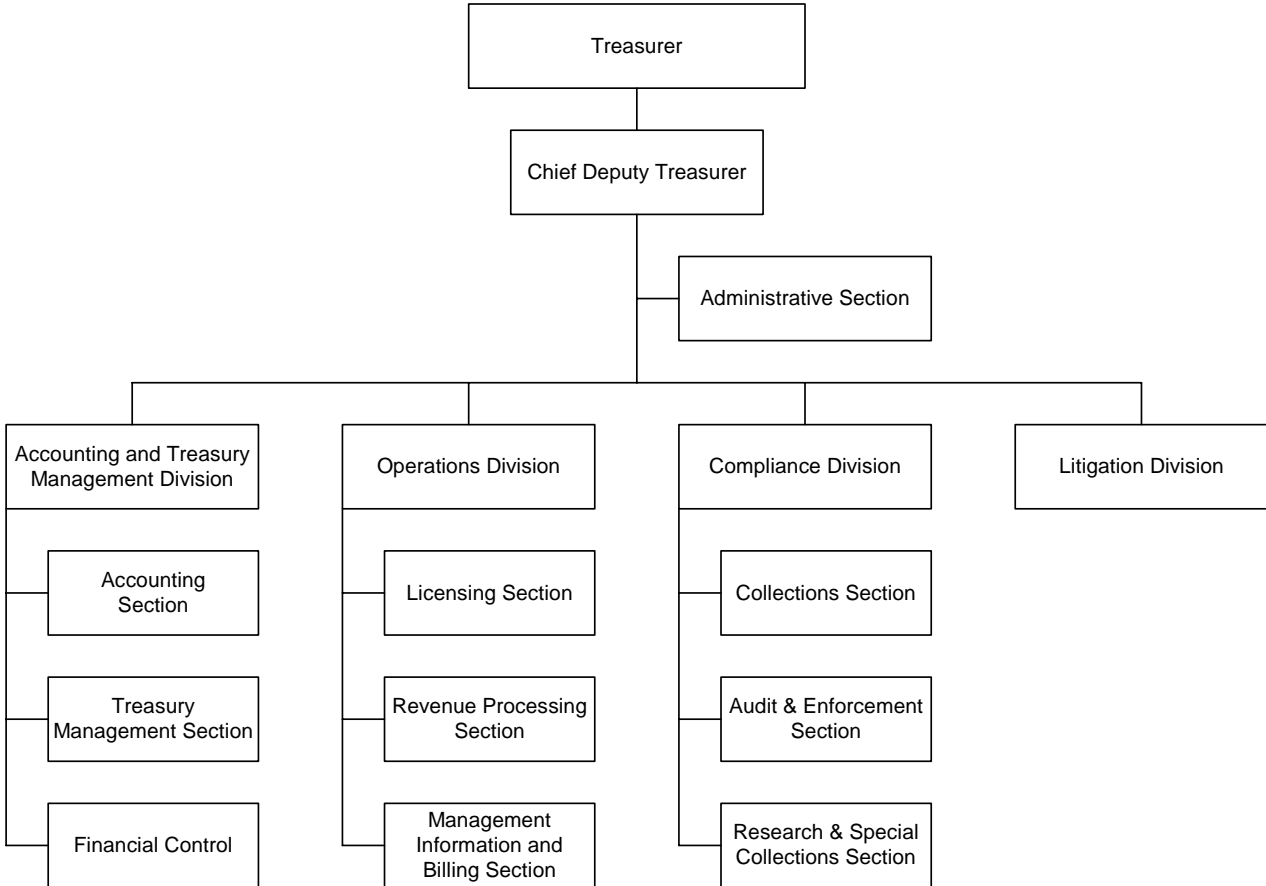 Treasurer
Chief Deputy Treasurer
Administrative Section
Accounting and Treasury
Management Division
Operations Division
Compliance Division
Litigation Division
Accounting
Section
Licensing Section
Collections Section
Treasury
Management Section
Revenue Processing
Section
Audit & Enforcement
Section
Financial Control
Management
Information and
Billing Section
Research & Special
Collections Section